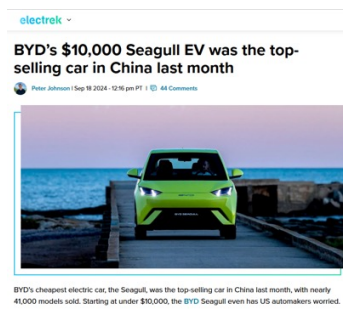 electrek
BYD's $10,000 Seagull EV was the top-
selling car in China last month
Peter Johnson | Sep 18 2024 - 12:16 pm PT | 44 Comments
BYD's cheapest electric car, the Seagull, was the top-selling car in China last month, with nearly
41,000 models sold. Starting at under $10,000, the BYD Seagull even has US automakers worried.